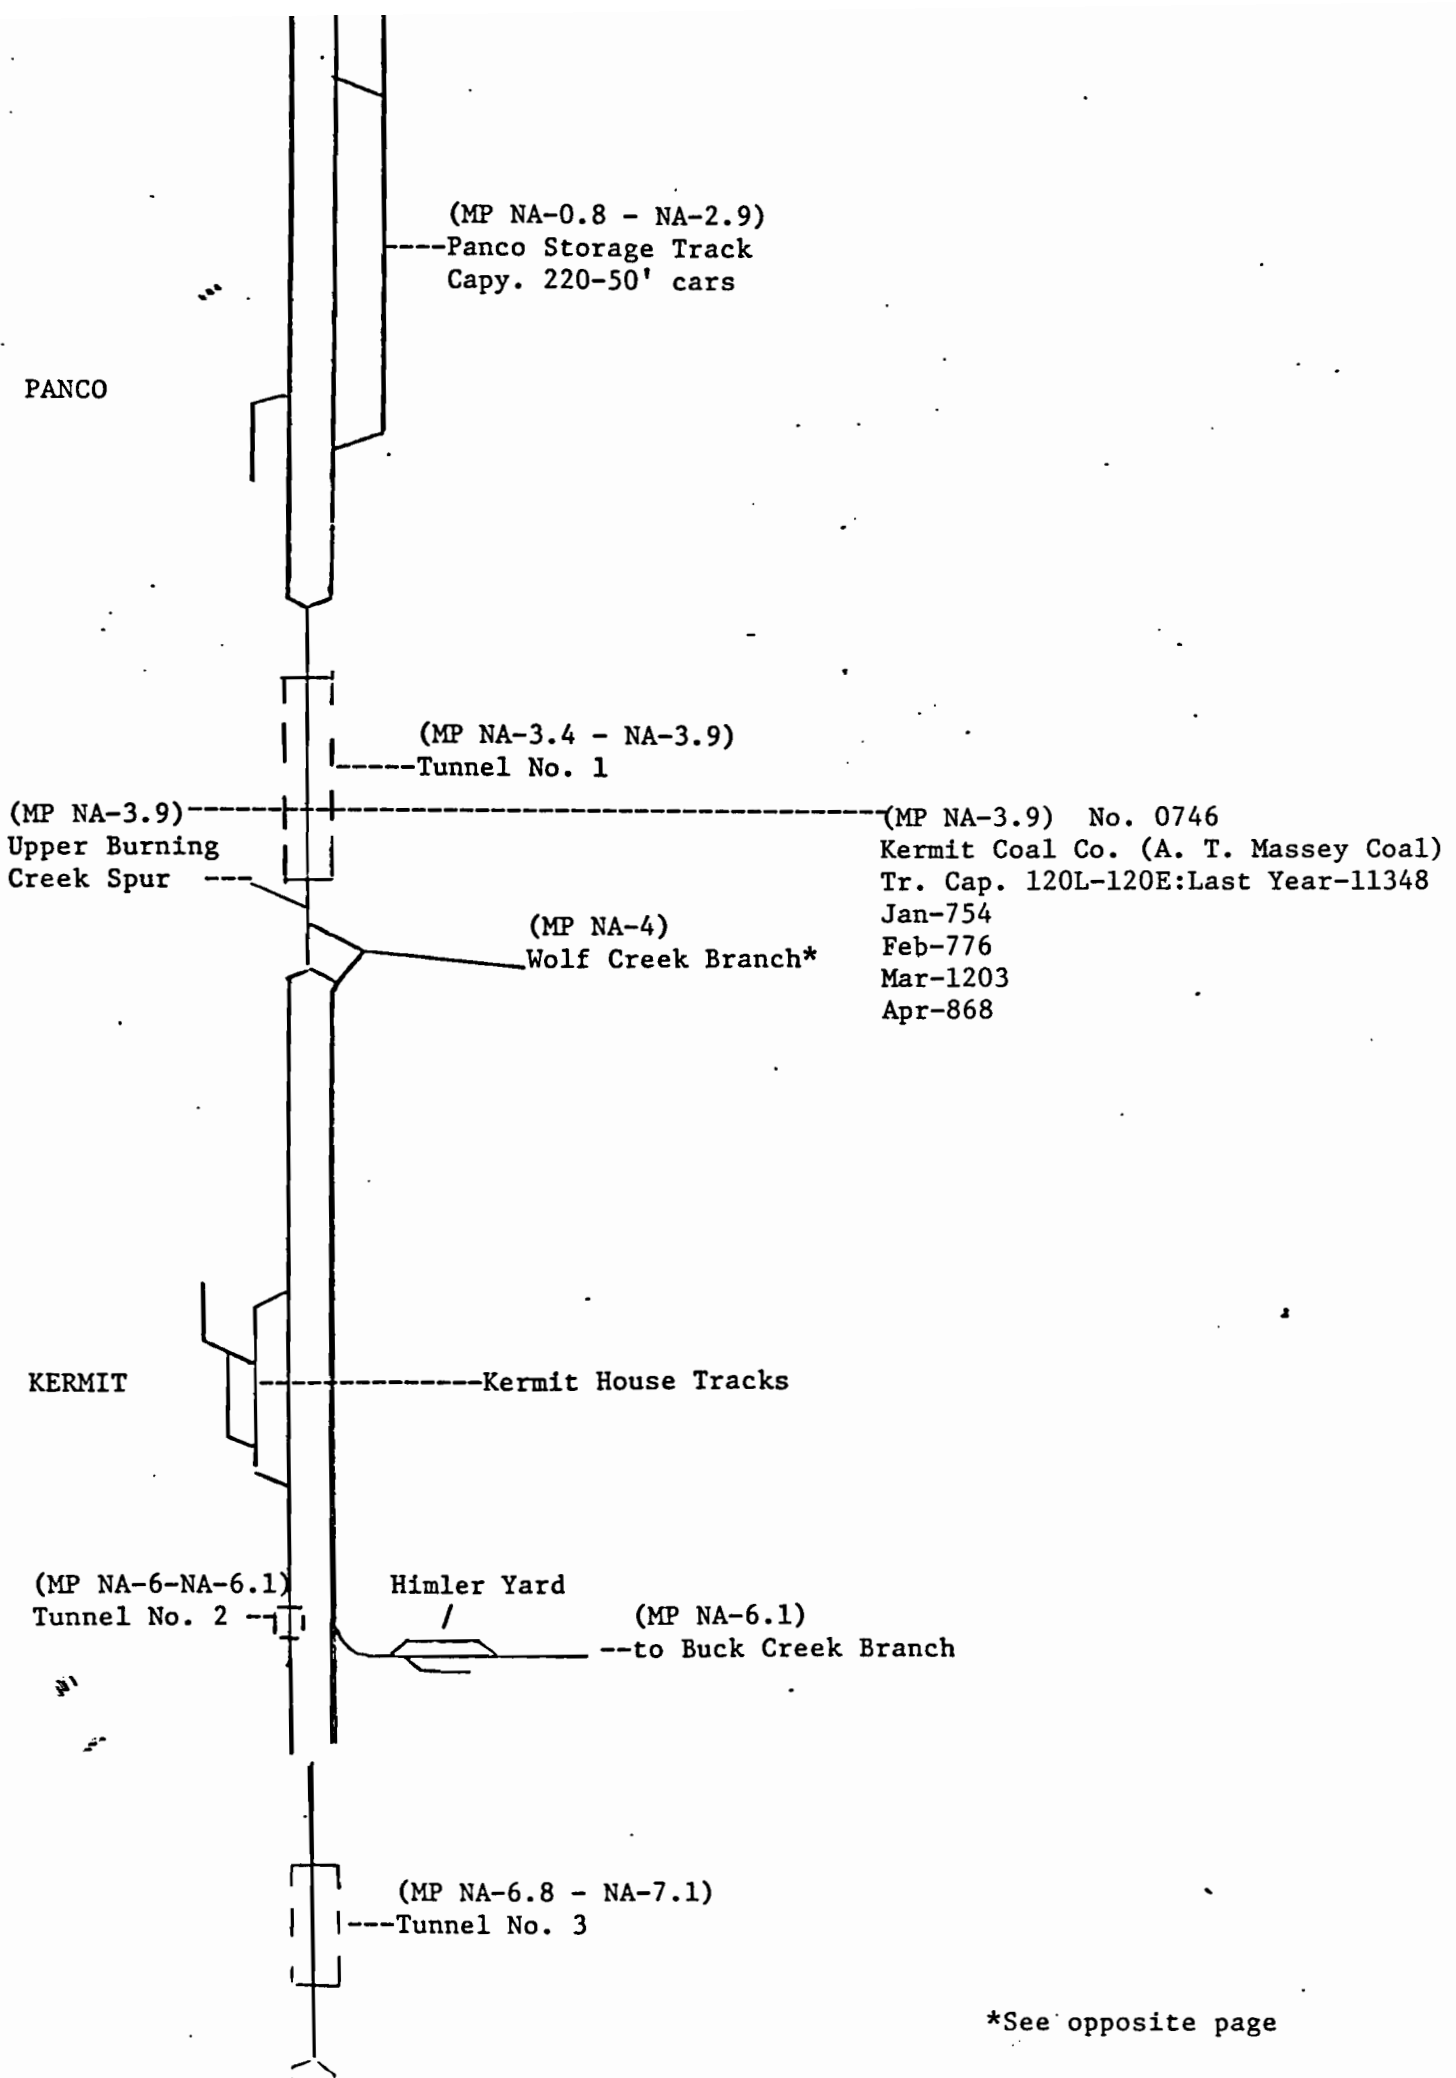 (MP NA-0.8 - NA-2.9)
Panco Storage Track
Capy. 220-50' cars
PANCO
(MP NA-3.4 - NA-3.9)
Tunnel No. 1
(MP NA-3.9)
Upper Burning
Creek Spur
(MP NA-3.9) No. 0746
Kermit Coal Co. (A. T. Massey Coal)
Tr. Cap. 120L-120E:Last Year-11348
Jan-754
Feb-776
Mar-1203
Apr-868
(MP NA-4)
Wolf Creek Branch*
KERMIT
Kermit House Tracks
(MP NA-6-NA-6.1)
Tunnel No. 2
Himler Yard
(MP NA-6.1)
to Buck Creek Branch
(MP NA-6.8 - NA-7.1)
Tunnel No. 3
*See opposite page